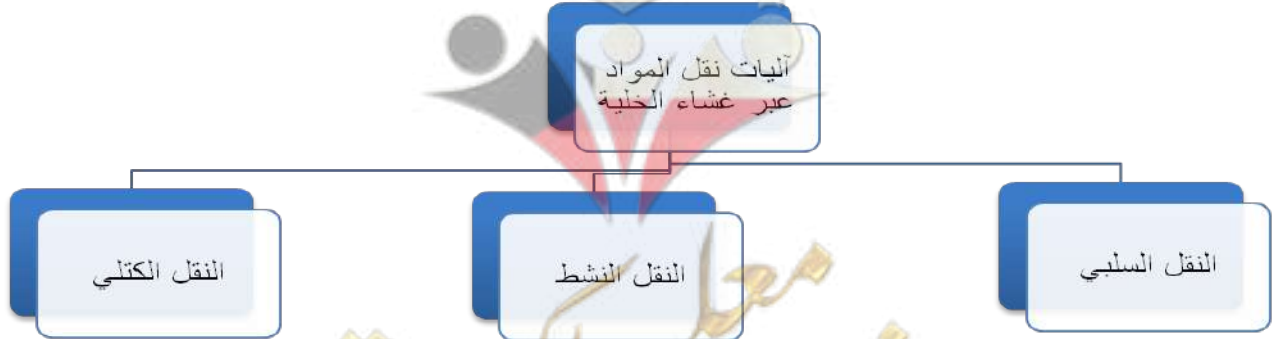 آليات نقل المواد
عبر غشاء الخلية
النقل السلبي
النقل النشط
النقل الكتلي